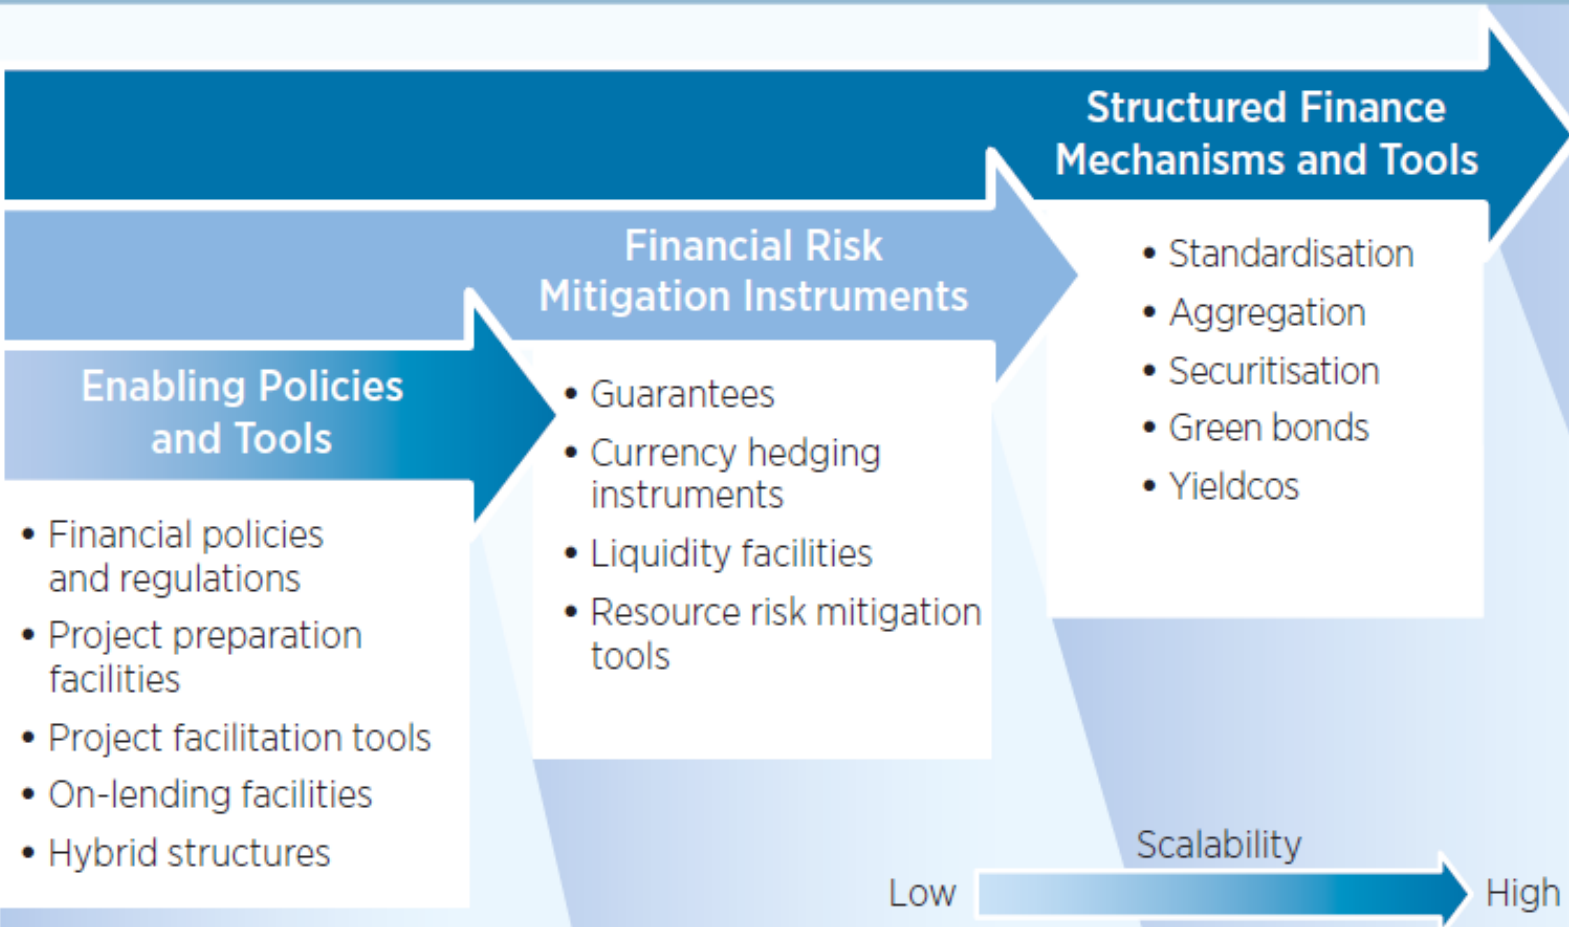 Structured Finance
Mechanisms and Tools
• Standardisation
• Aggregation
• Securitisation
• Green bonds
• Yieldcos
Financial Risk
Mitigation Instruments
• Guarantees
• Currency hedging
instruments
• Liquidity facilities
• Resource risk mitigation
tools
Enabling Policies
and Tools
• Financial policies
and regulations
• Project preparation
facilities
• Project facilitation tools
• On-lending facilities
• Hybrid structures
Scalability
Low High